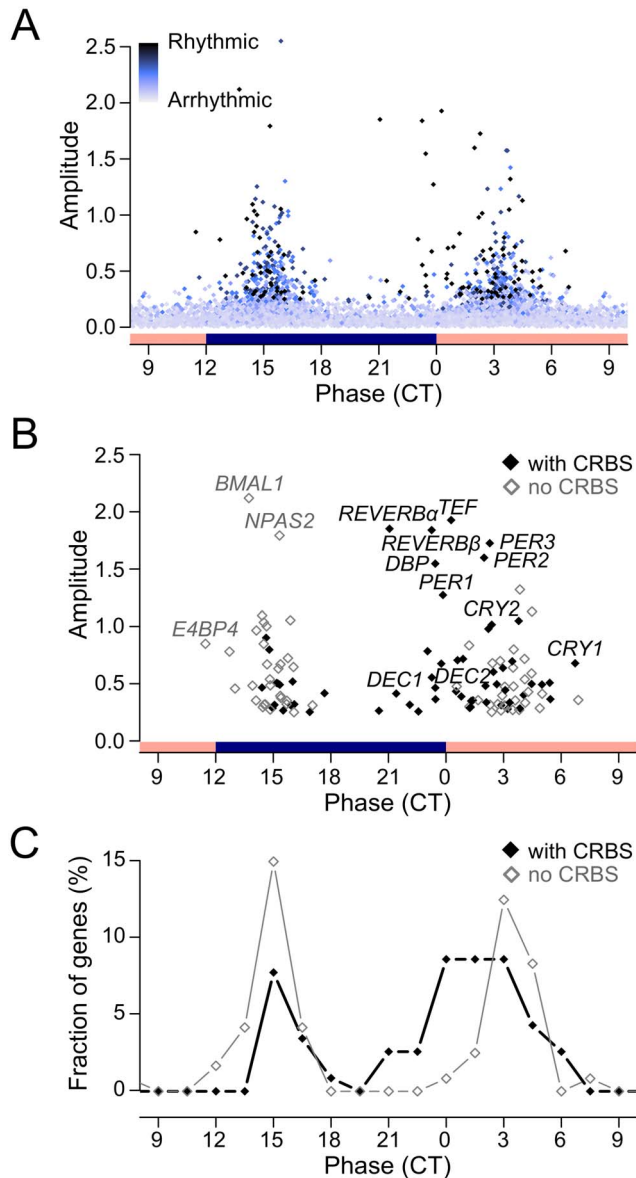 A
2.5
2.0
1.5
1.0
0.5
0.0
Amplitude
Rhythmic
Arrhythmic
9 12 15 18 21 0 3 6 9
Phase (CT)
B
2.5
2.0
1.5
1.0
0.5
0.0
Amplitude
with CRBS
no CRBS
BMAL1
NPAS2
REVERBα TEF
REVERBβ PER3
DBP PER2
PER1
CRY2
E4BP4
CRY1
DEC1 DEC2
9 12 15 18 21 0 3 6 9
Phase (CT)
C
15
10
5
0
Fraction of genes (%)
with CRBS
no CRBS
9 12 15 18 21 0 3 6 9
Phase (CT)